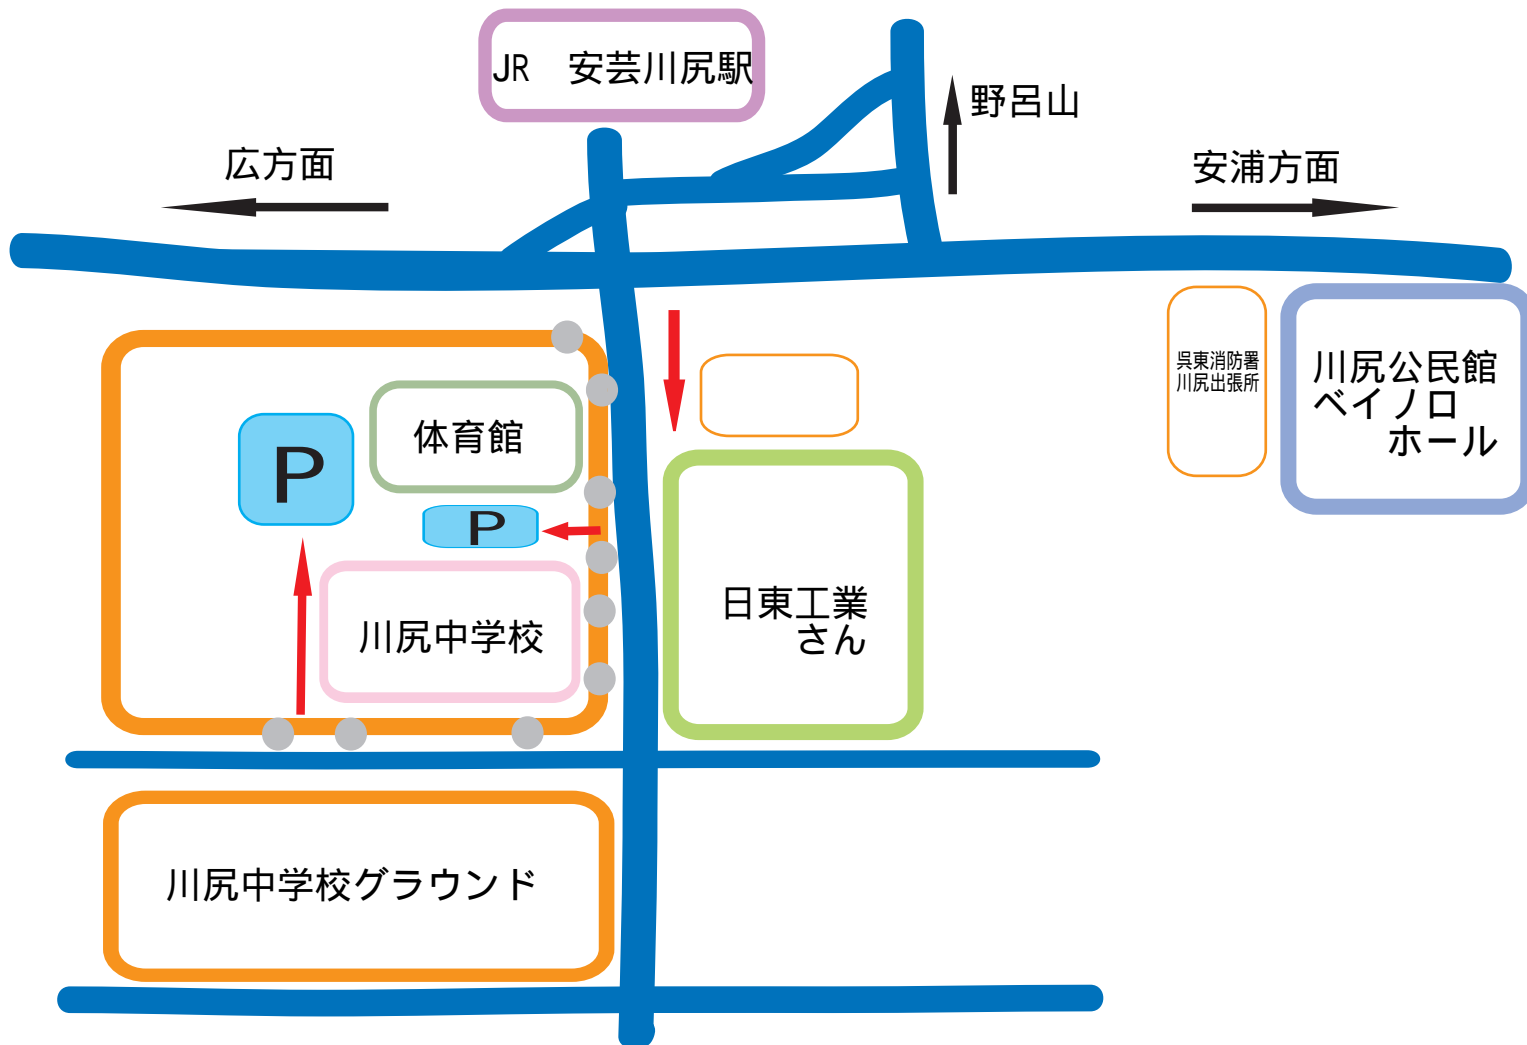 JR　安芸川尻駅
野呂山
広方面
安浦方面
呉東消防署
川尻出張所
川尻公民館
ベイノロ
ホール
体育館
P
P
日東工業
さん
川尻中学校
川尻中学校グラウンド